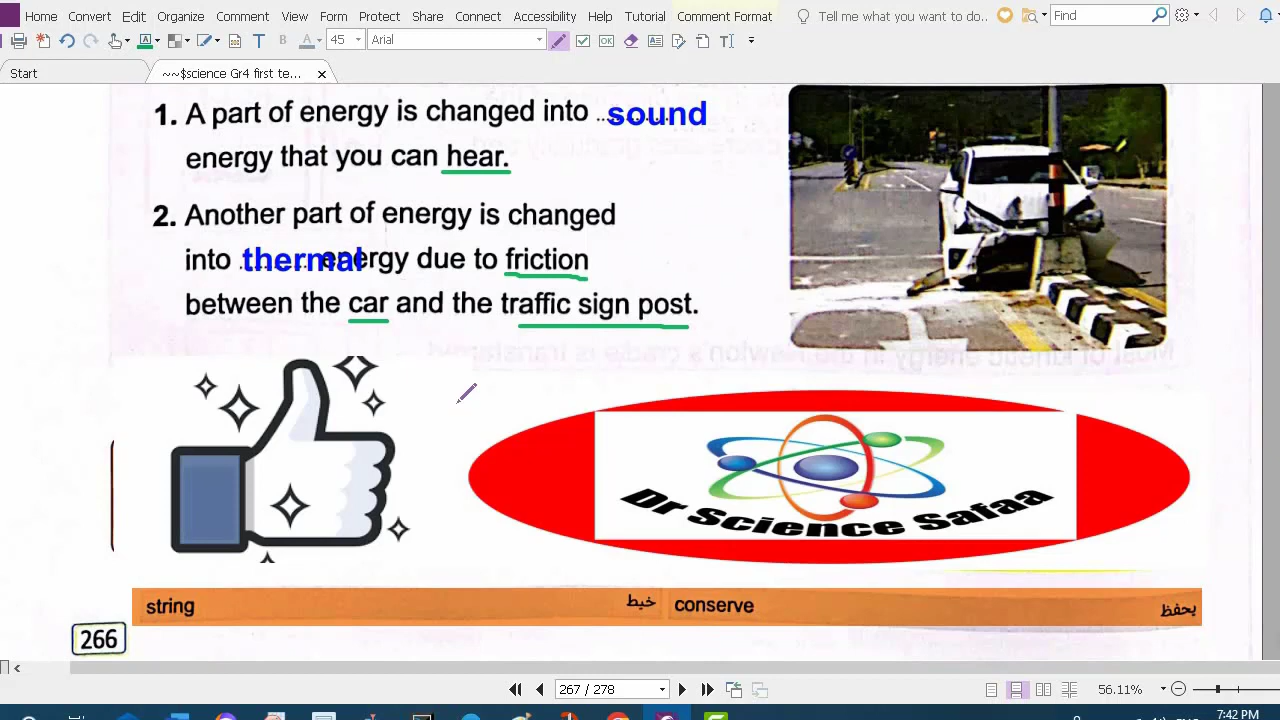 Home Convert Edit Organize Comment View Form Protect Share Connect Accessibility Help Tutorial Comment Format Tell me what you want to do.. Find
45 Arial
Start ~~$science Gr4 first te...
1. A part of energy is changed into sound
energy that you can hear.
2. Another part of energy is changed
into thermal energy due to friction
between the car and the traffic sign post.
Dr Science Safaa
string خيط conserve يحفظ
266
267 / 278 56.11%
7:42 PM